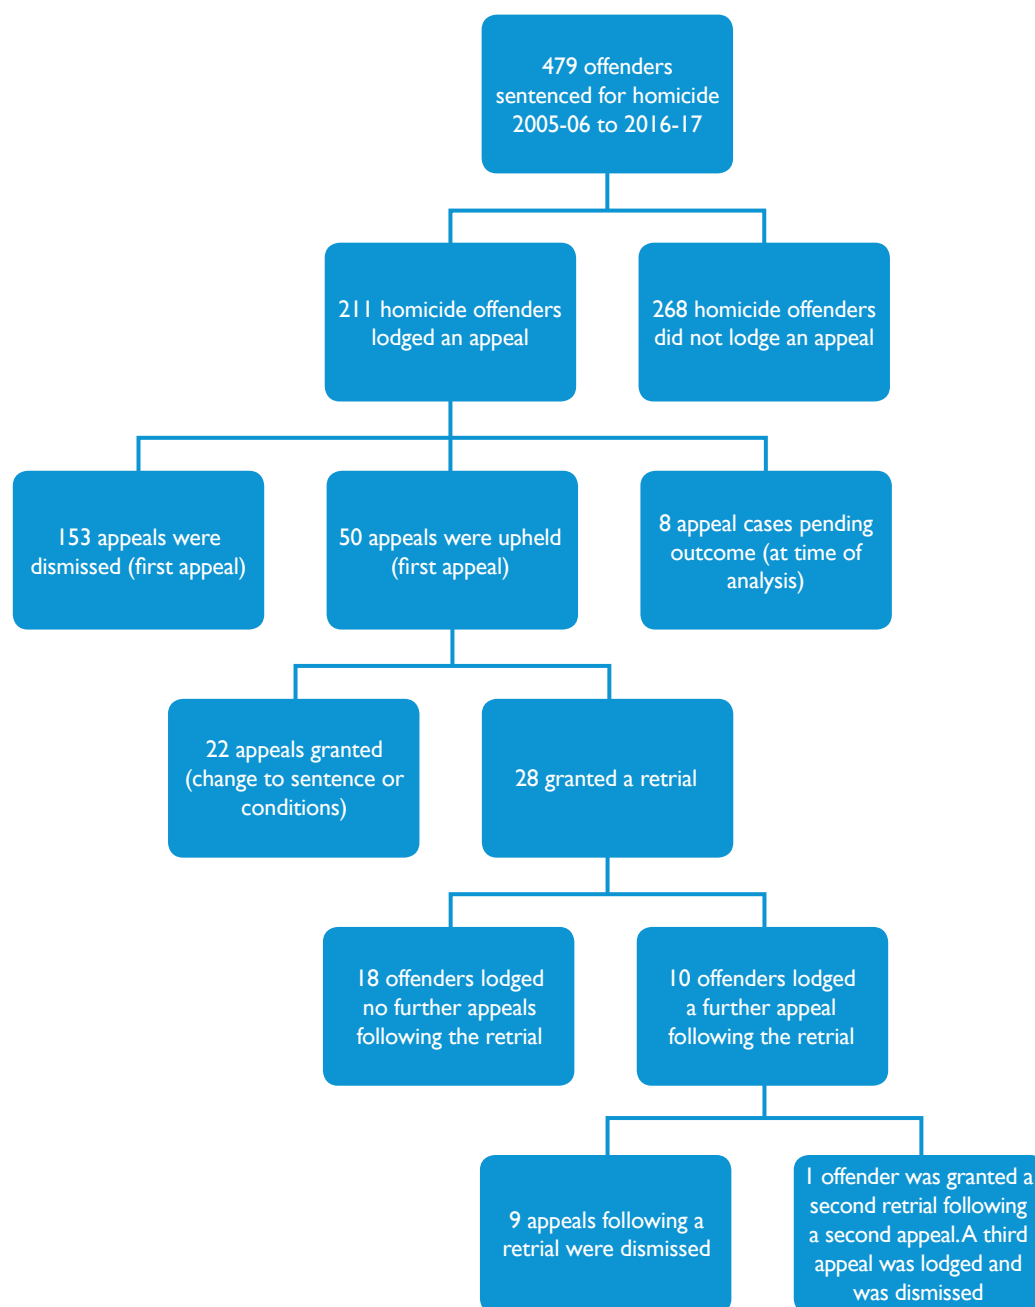 479 offenders
sentenced for homicide
2005-06 to 2016-17
211 homicide offenders
lodged an appeal
268 homicide offenders
did not lodge an appeal
153 appeals were
dismissed (first appeal)
50 appeals were upheld
(first appeal)
8 appeal cases pending
outcome (at time of
analysis)
22 appeals granted
(change to sentence or
conditions)
28 granted a retrial
18 offenders lodged
no further appeals
following the retrial
10 offenders lodged
a further appeal
following the retrial
9 appeals following a
retrial were dismissed
1 offender was granted a
second retrial following
a second appeal. A third
appeal was lodged and
was dismissed